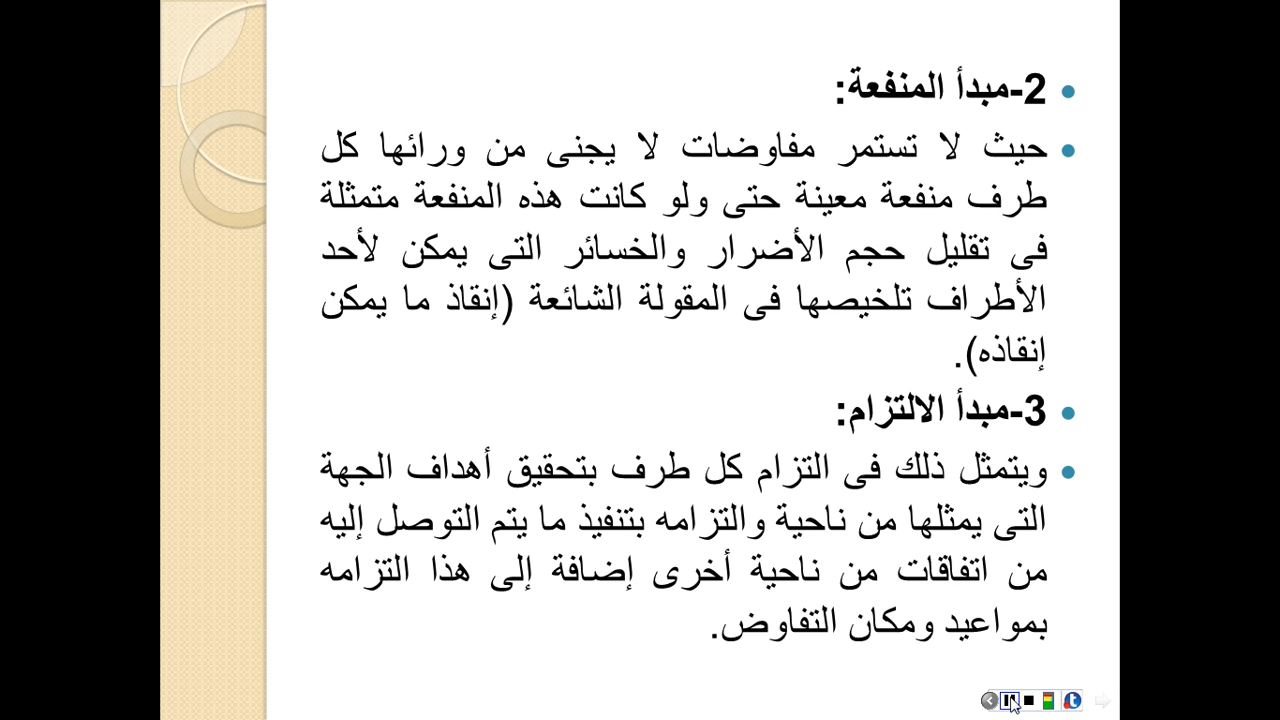 2-مبدأ المنفعة:
حيث لا تستمر مفاوضات لا يجنى من ورائها كل
طرف منفعة معينة حتى ولو كانت هذه المنفعة متمثلة
فى تقليل حجم الأضرار والخسائر التى يمكن لأحد
الأطراف تلخيصها فى المقولة الشائعة (إنقاذ ما يمكن
إنقاذه).
3-مبدأ الالتزام:
ويتمثل ذلك فى التزام كل طرف بتحقيق أهداف الجهة
التى يمثلها من ناحية والتزامه بتنفيذ ما يتم التوصل إليه
من اتفاقات من ناحية أخرى إضافة إلى هذا التزامه
بمواعيد ومكان التفاوض.